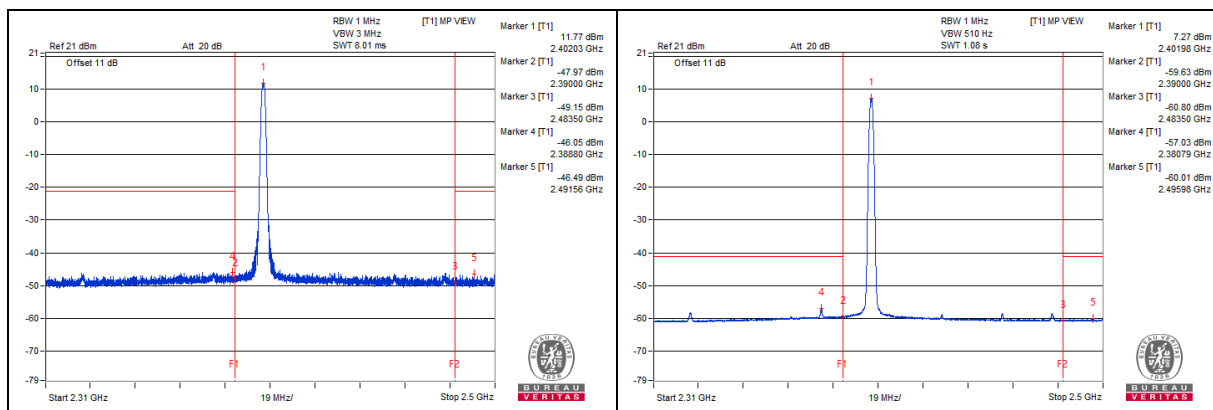 RBW 1 MHz
[T1] MP VIEW
VBW 3 MHz
Ref 21 dBm
Att 20 dB
SWT 8.01 ms
21
Offset 11 dB
10
0
-10
-20
-30
-40
-50
-60
-70
-79
1
4
2
3
5
F1
F2
Start 2.31 GHz
19 MHz/
Stop 2.5 GHz
Marker 1 [T1]
11.77 dBm
2.40203 GHz
Marker 2 [T1]
-47.97 dBm
2.39000 GHz
Marker 3 [T1]
-49.15 dBm
2.48350 GHz
Marker 4 [T1]
-46.05 dBm
2.38880 GHz
Marker 5 [T1]
-46.49 dBm
2.49156 GHz
BUREAU VERITAS
1828
BUREAU
VERITAS
RBW 1 MHz
[T1] MP VIEW
VBW 510 Hz
Ref 21 dBm
Att 20 dB
SWT 1.08 s
21
Offset 11 dB
10
0
-10
-20
-30
-40
-50
-60
-70
-79
1
4
2
3
5
F1
F2
Start 2.31 GHz
19 MHz/
Stop 2.5 GHz
Marker 1 [T1]
7.27 dBm
2.40198 GHz
Marker 2 [T1]
-59.63 dBm
2.39000 GHz
Marker 3 [T1]
-60.80 dBm
2.48350 GHz
Marker 4 [T1]
-57.03 dBm
2.38079 GHz
Marker 5 [T1]
-60.01 dBm
2.49598 GHz
BUREAU VERITAS
1828
BUREAU
VERITAS